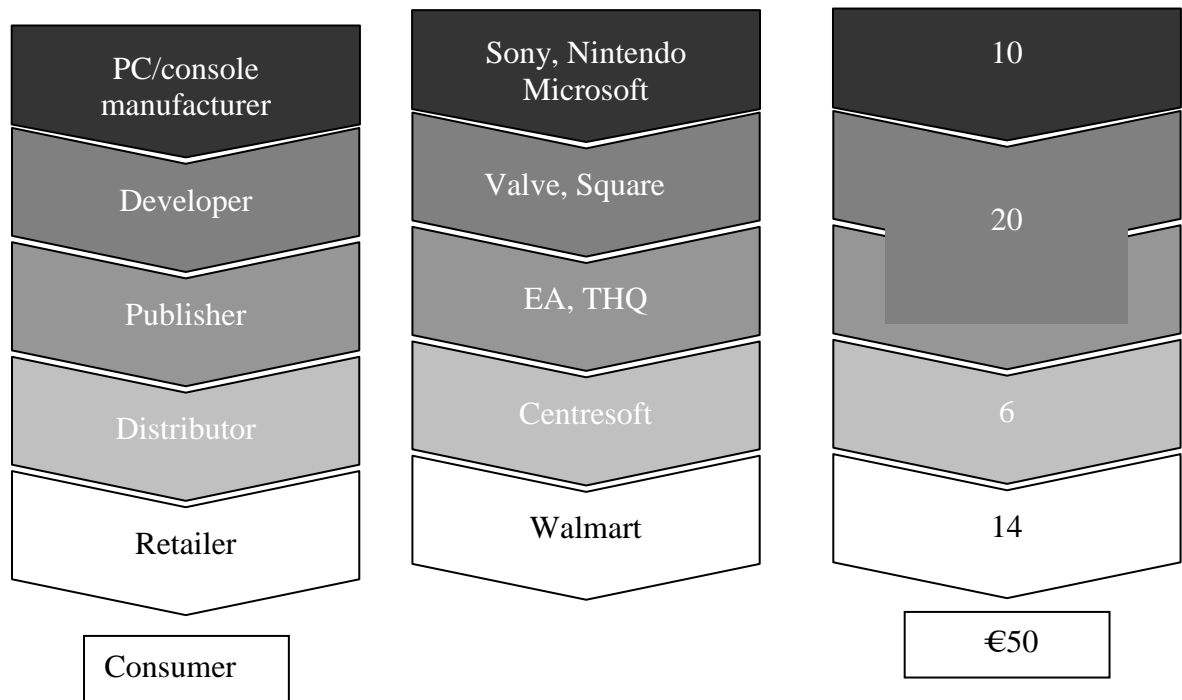 PC/console
manufacturer
Developer
Publisher
Distributor
Retailer
Consumer
Sony, Nintendo
Microsoft
Valve, Square
EA, THQ
Centresoft
Walmart
10
20
6
14
€50